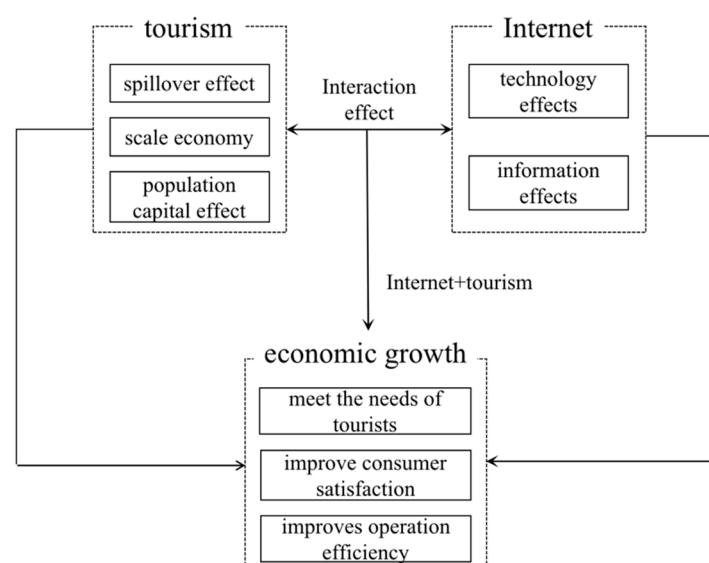 tourism
spillover effect
scale economy
population
capital effect
Interaction
effect
Internet
technology
effects
information
effects
Internet+tourism
economic growth
meet the needs of
tourists
improve consumer
satisfaction
improves operation
efficiency